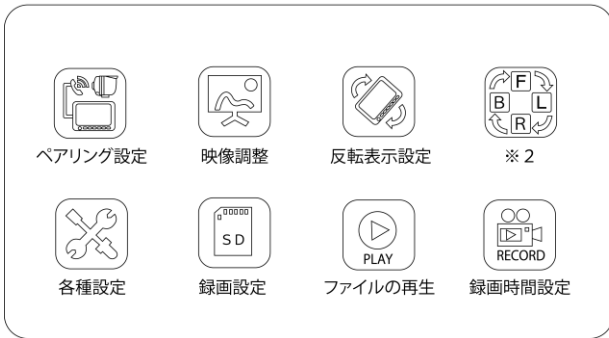 F
B L
R
ペアリング設定 映像調整 反転表示設定 ※2
SD
PLAY RECORD
各種設定 録画設定 ファイルの再生 録画時間設定